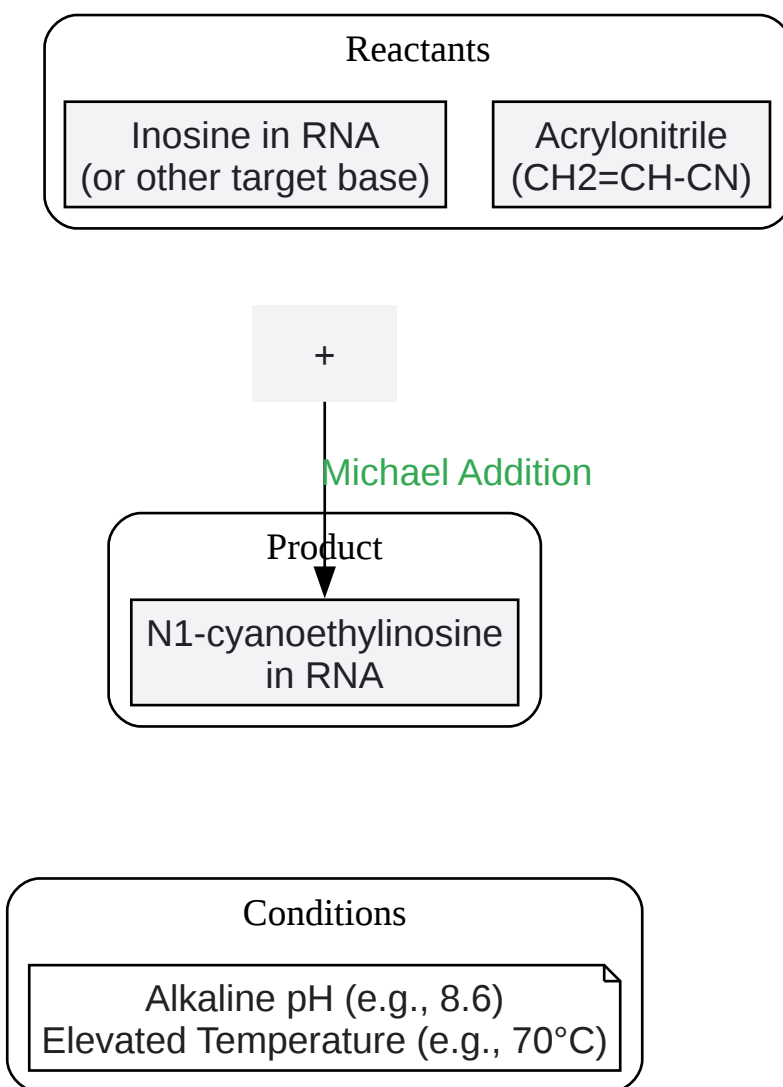 Reactants
Inosine in RNA
(or other target base)
Acrylonitrile
(CH2=CH-CN)
+
Michael Addition
Product
N1-cyanoethylinosine
in RNA
Conditions
Alkaline pH (e.g., 8.6)
Elevated Temperature (e.g., 70°C)